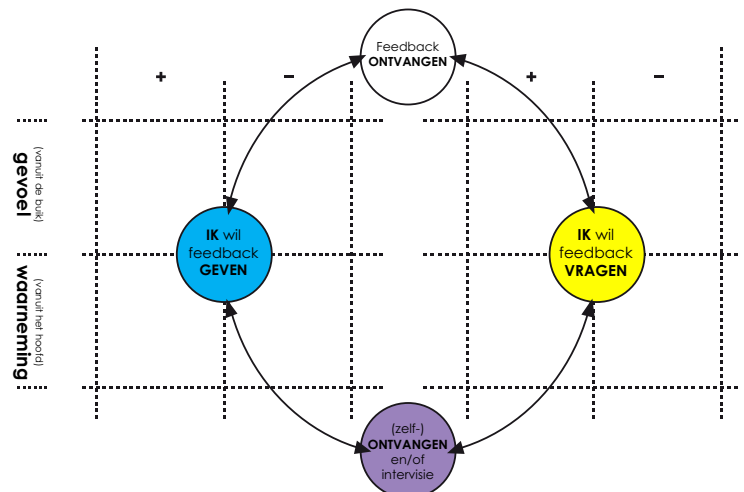 Feedback
ONTVANGEN
+ − + −
(vanuit de buik)
gevoel
IK wil
feedback
GEVEN
IK wil
feedback
VRAGEN
(vanuit het hoofd)
waarneming
(zelf-)
ONTVANGEN
en/of
intervisie